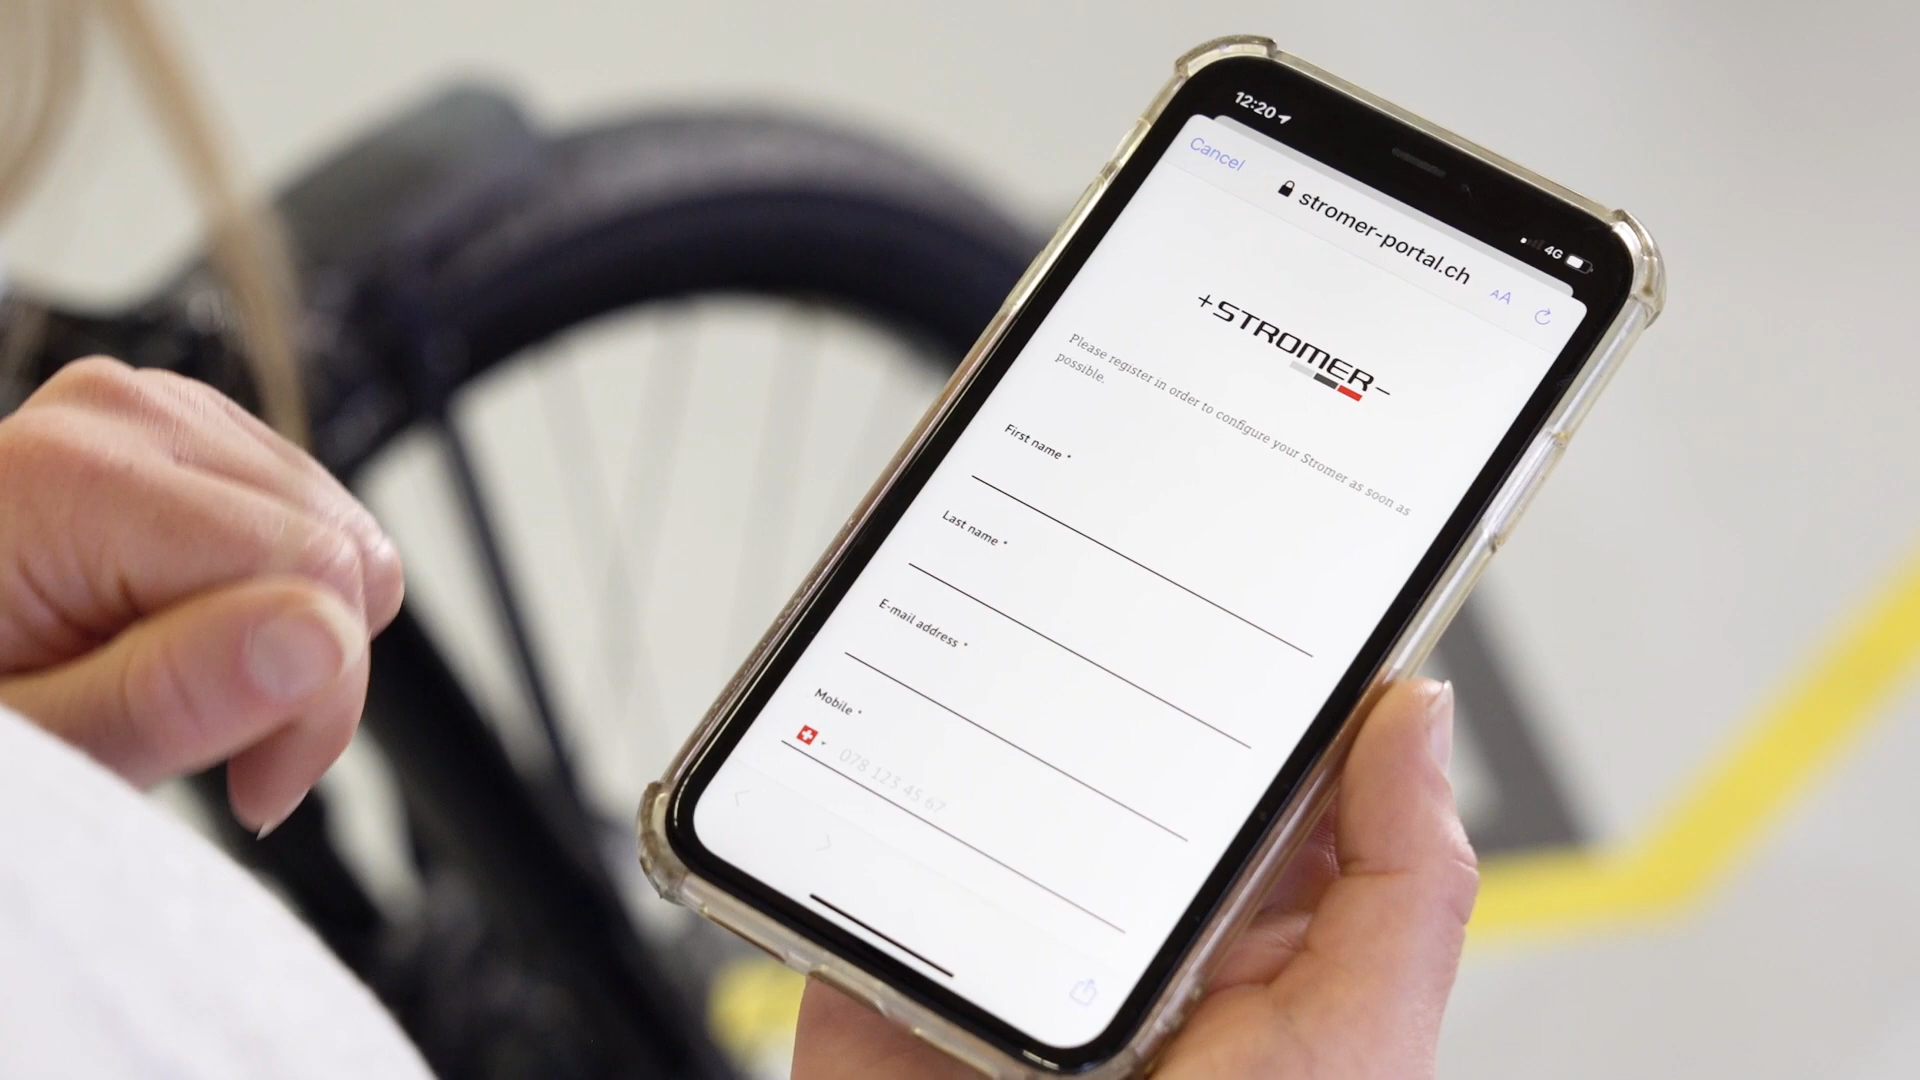 12:20
4G
Cancel
stromer-portal.ch
AA
+STROMER-
Please register in order to configure your Stromer as soon as
possible.
First name *
Last name *
E-mail address *
Mobile *
078 123 45 67